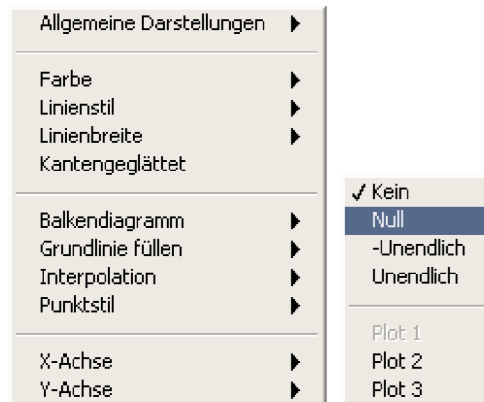 Allgemeine Darstellungen
Farbe
Linienstil
Linienbreite
Kantengeglättet
Balkendiagramm
Grundlinie füllen
Interpolation
Punktstil
X-Achse
Y-Achse
Kein
Null
-Unendlich
Unendlich
Plot 1
Plot 2
Plot 3